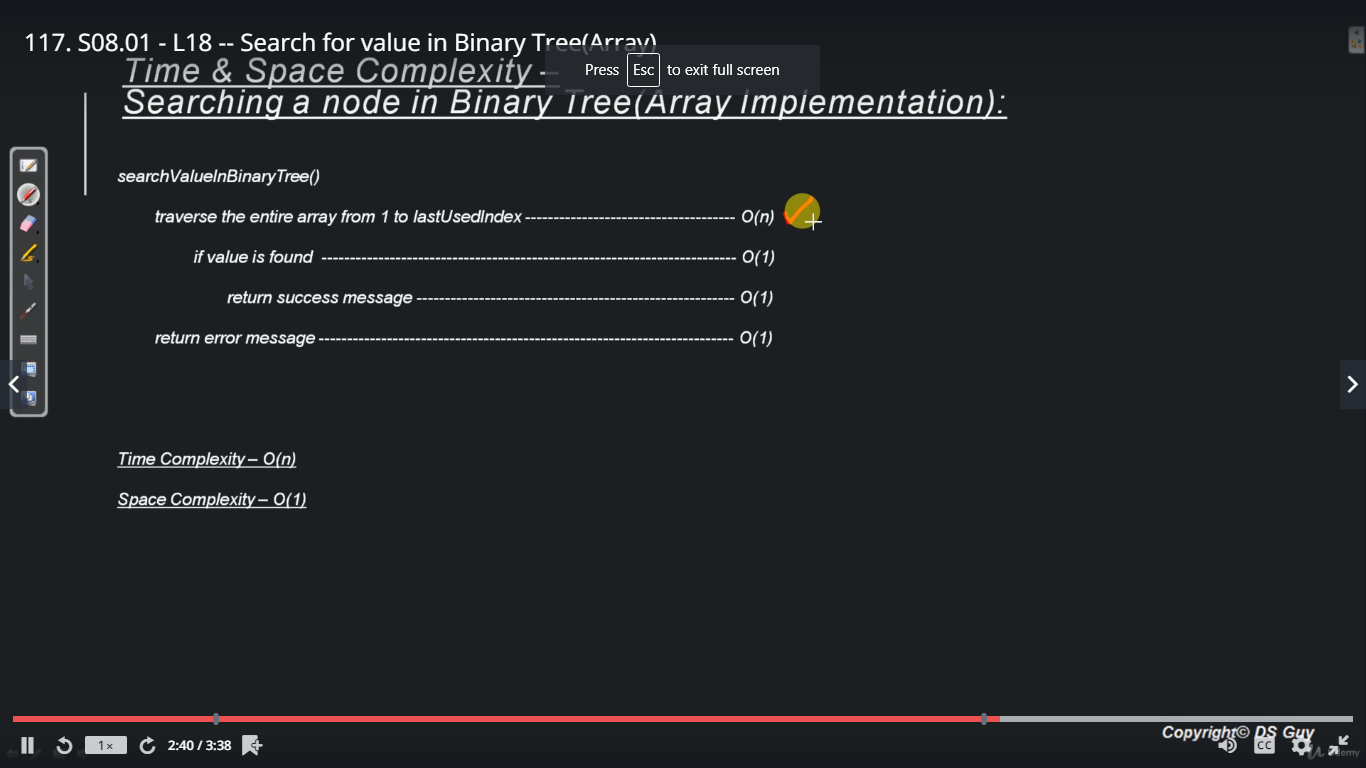 117. S08.01 - L18 -- Search for value in Binary Tree(Array)
Press Esc to exit full screen
Time & Space Complexity –
Searching a node in Binary Tree(Array Implementation):
searchValueInBinaryTree()
traverse the entire array from 1 to lastUsedIndex ------------------------------------- O(n)
if value is found -------------------------------------------------------------------------- O(1)
return success message --------------------------------------------------------- O(1)
return error message -------------------------------------------------------------------------- O(1)
Time Complexity – O(n)
Space Complexity – O(1)
Copyright© DS Guy
1×
2:40 / 3:38
CC